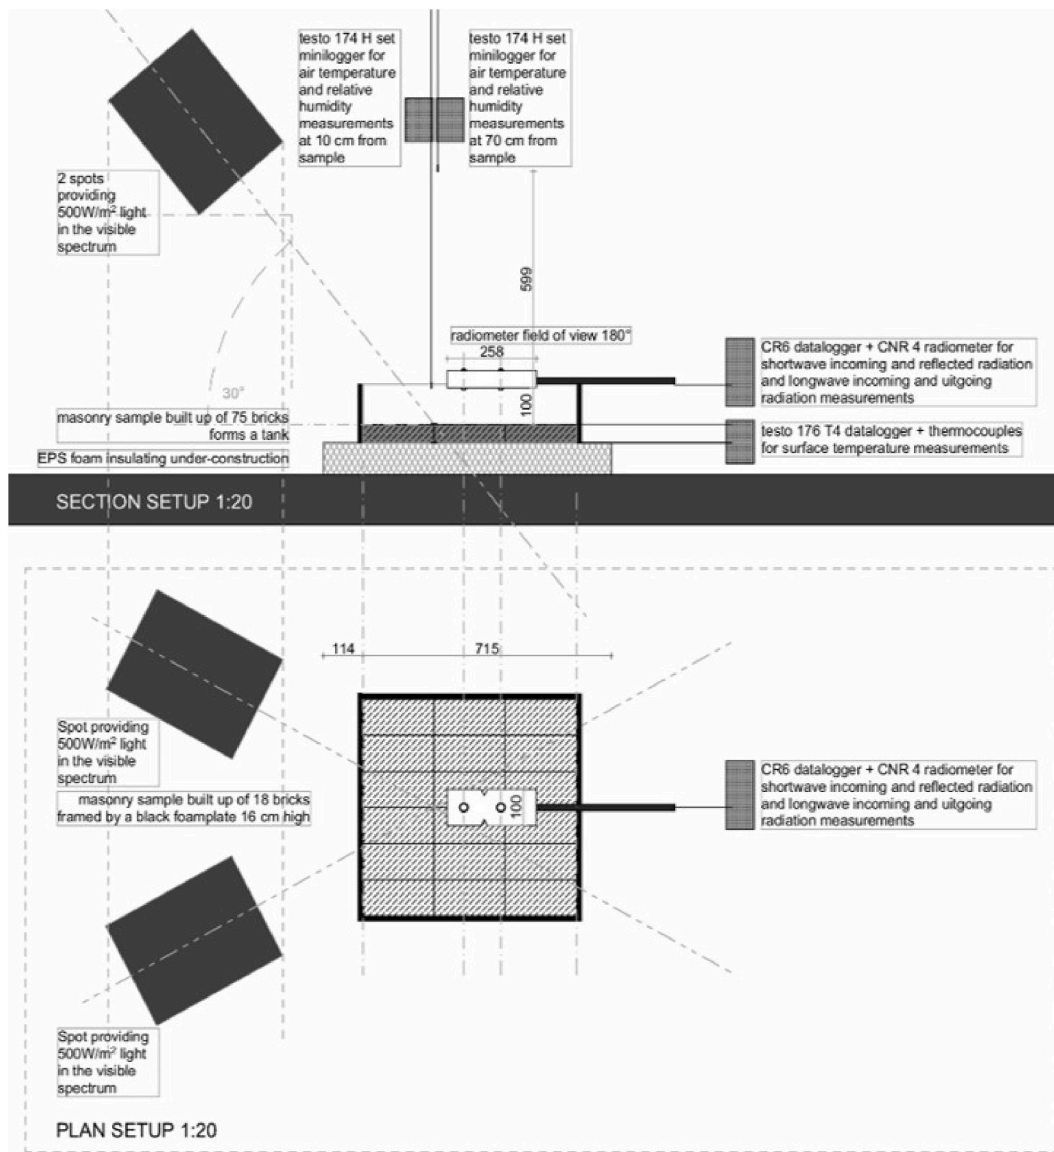 testo 174 H set
minilogger for
air temperature
and relative
humidity
measurements
at 10 cm from
sample
testo 174 H set
minilogger for
air temperature
and relative
humidity
measurements
at 70 cm from
sample
2 spots
providing
500W/m² light
in the visible
spectrum
599
radiometer field of view 180°
258
30°
100
CR6 datalogger + CNR 4 radiometer for
shortwave incoming and reflected radiation
and longwave incoming and uitgoing
radiation measurements
masonry sample built up of 75 bricks
forms a tank
testo 176 T4 datalogger + thermocouples
for surface temperature measurements
EPS foam insulating under-construction
SECTION SETUP 1:20
114
715
Spot providing
500W/m² light
in the visible
spectrum
masonry sample built up of 18 bricks
framed by a black foamplate 16 cm high
100
CR6 datalogger + CNR 4 radiometer for
shortwave incoming and reflected radiation
and longwave incoming and uitgoing
radiation measurements
Spot providing
500W/m² light
in the visible
spectrum
PLAN SETUP 1:20